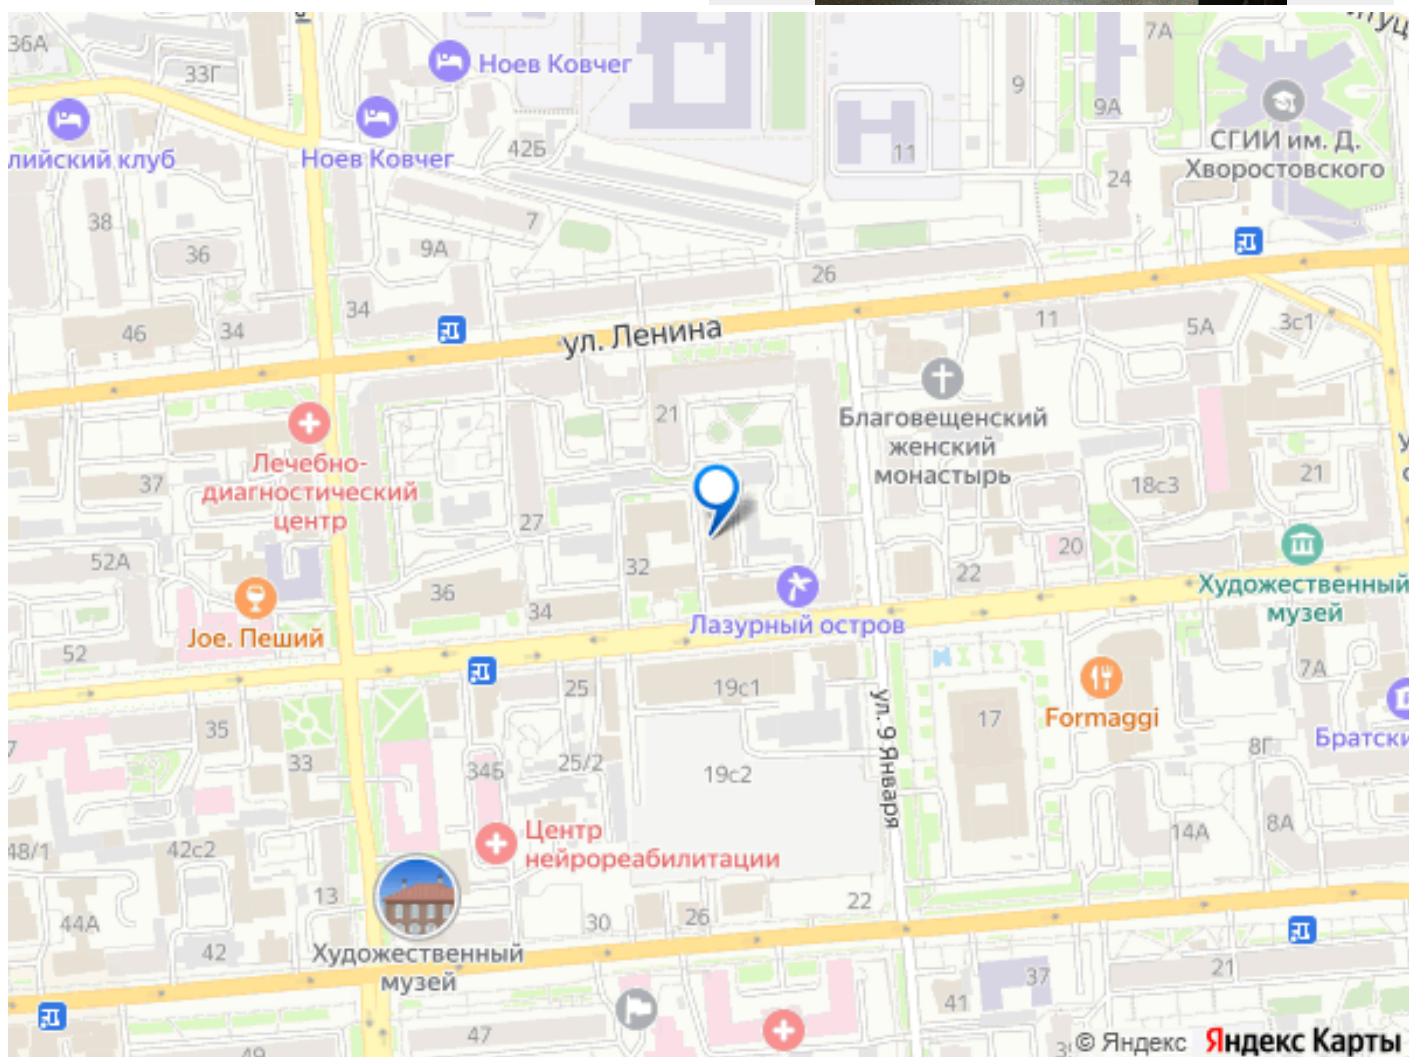 36А
33Г
Ноев Ковчег
7А
9
9А
СГИИ им. Д.
Хворостовского
лийский клуб
Ноев Ковчег
42Б
11
24
38
36
7
9А
26
46
34
34
ул. Ленина
11
5А
3с1
21
Благовещенский
женский
монастырь
Лечебно-
диагностический
центр
37
27
18с3
21
52А
32
20
22
Художественный
музей
36
34
Joe. Пеший
Лазурный остров
52
25
19с1
ул. 9 Января
17
Formaggi
7А
Братски
35
33
34Б
25/2
19с2
8Г
Центр
нейрореабилитации
14А
8А
48/1
42с2
13
44А
42
30
26
22
Художественный
музей
21
37
41
47
49
© Яндекс
Яндекс Карты